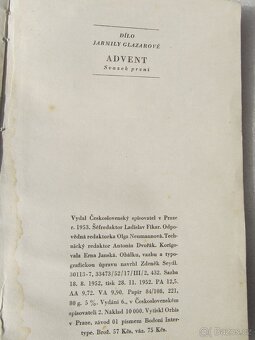 DÍLO
JARMILY GLAZAROVÉ
ADVENT
Svazek první
Vydal Československý spisovatel v Praze
r. 1953. Šéfredaktor Ladislav Fikar. Odpo-
vědná redaktorka Olga Neumannová. Tech-
nický redaktor Antonín Dvořák. Korigo-
vala Erna Janská. Obálku, vazbu a typo-
grafickou úpravu navrhl Zdeněk Seydl.
30115-7, 33473/52/17/III/2, 432. Sazba
18. 8. 1952, tisk 28. 11. 1952. PA 12,5.
AA 9,72. VA 9,90. Papír 84/108, 221,
80 g. 5 %. Vydání 6., v Československém
spisovateli 2. Náklad 10 000. Vytiskl Orbis
v Praze, závod 01 písmem Bodoni Inter-
type. Brož. 57 Kčs, váz. 75 Kčs.